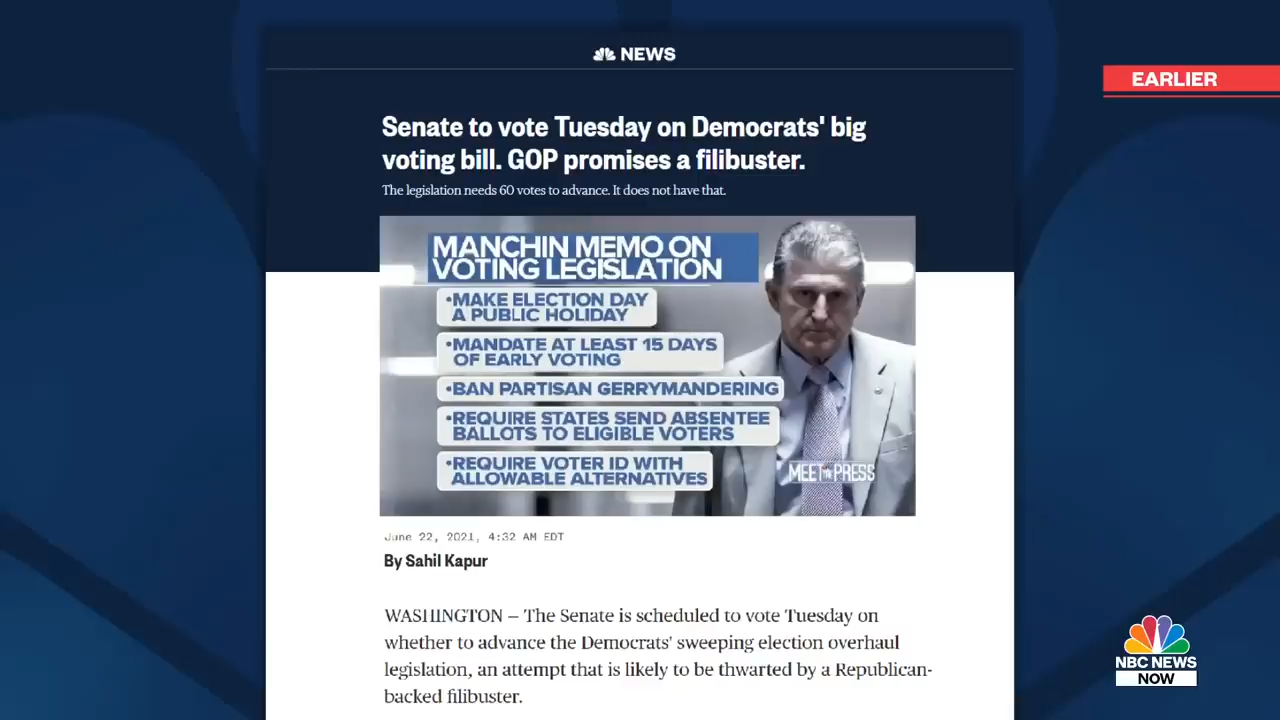 NEWS
EARLIER
Senate to vote Tuesday on Democrats' big
voting bill. GOP promises a filibuster.
The legislation needs 60 votes to advance. It does not have that.
MANCHIN MEMO ON
VOTING LEGISLATION
•MAKE ELECTION DAY
A PUBLIC HOLIDAY
•MANDATE AT LEAST 15 DAYS
OF EARLY VOTING
•BAN PARTISAN GERRYMANDERING
•REQUIRE STATES SEND ABSENTEE
BALLOTS TO ELIGIBLE VOTERS
•REQUIRE VOTER ID WITH
ALLOWABLE ALTERNATIVES
MEET THE PRESS
June 22, 2021, 4:32 AM EDT
By Sahil Kapur
WASHINGTON — The Senate is scheduled to vote Tuesday on
whether to advance the Democrats' sweeping election overhaul
legislation, an attempt that is likely to be thwarted by a Republican-
backed filibuster.
NBC NEWS
NOW